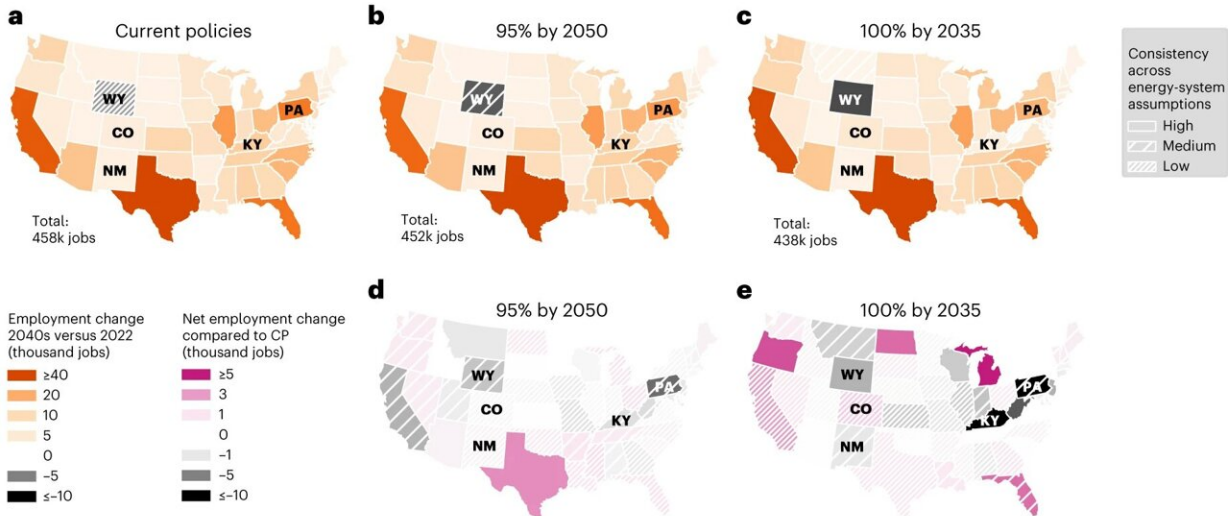 a
Current policies
WY
CO
NM
KY
PA
Total:
458k jobs
b
95% by 2050
WY
CO
NM
KY
PA
Total:
452k jobs
c
100% by 2035
WY
CO
NM
KY
PA
Total:
438k jobs
Consistency
across
energy-system
assumptions
High
Medium
Low
Employment change
2040s versus 2022
(thousand jobs)
≥40
20
10
5
0
−5
≤−10
Net employment change
compared to CP
(thousand jobs)
≥5
3
1
0
−1
−5
≤−10
d
95% by 2050
WY
CO
NM
KY
PA
e
100% by 2035
WY
CO
NM
KY
PA